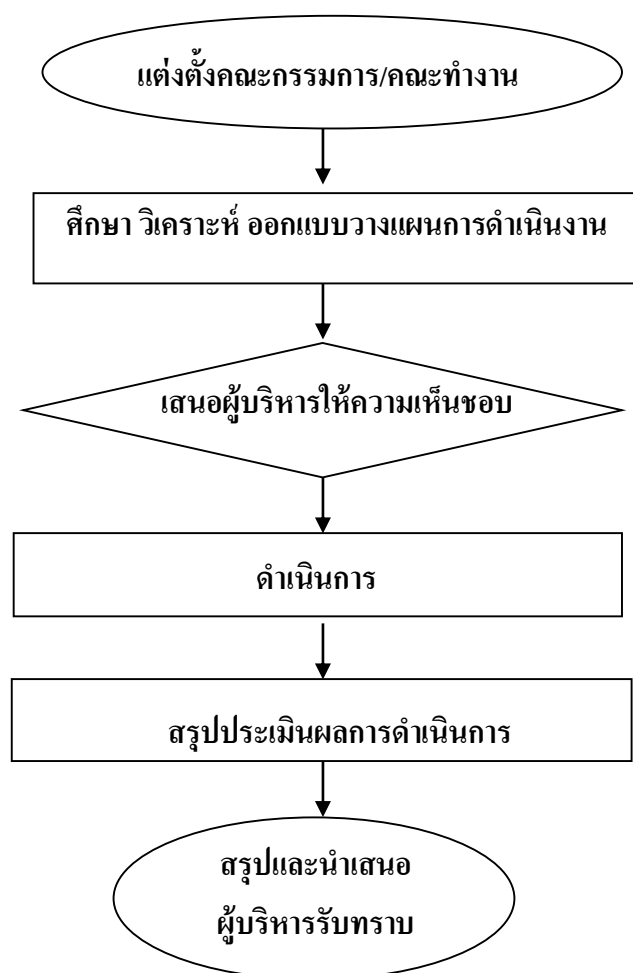 แต่งตั้งคณะกรรมการ/คณะทำงาน
ศึกษา วิเคราะห์ ออกแบบวางแผนการดำเนินงาน
เสนอผู้บริหารให้ความเห็นชอบ
ดำเนินการ
สรุปประเมินผลการดำเนินการ
สรุปและนำเสนอ
ผู้บริหารรับทราบ